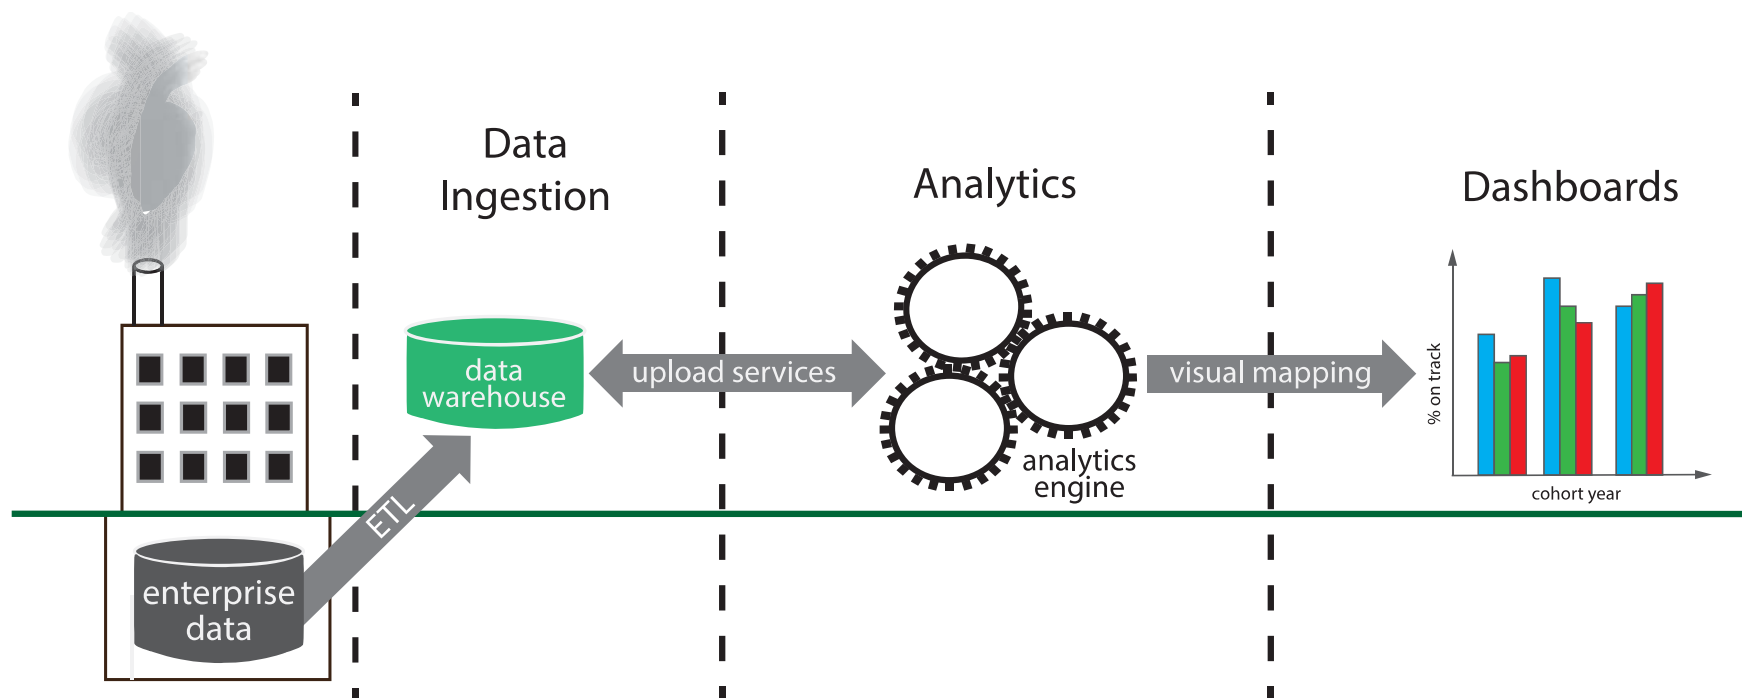 Data
Ingestion
Analytics
Dashboards
data
warehouse
upload services
visual mapping
% on track
analytics
engine
cohort year
ETL
enterprise
data